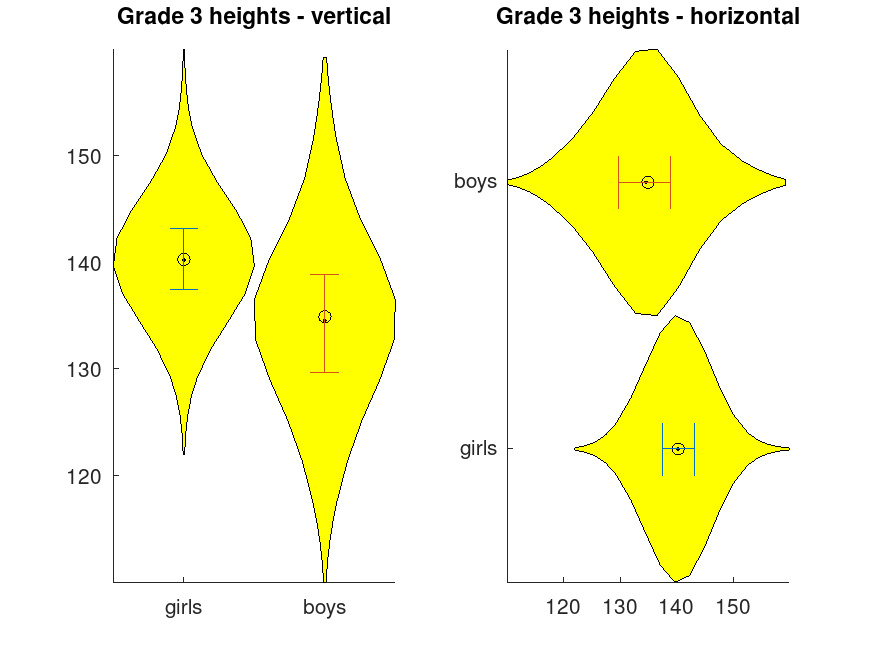 Grade 3 heights - vertical
150
140
130
120
girls
boys
Grade 3 heights - horizontal
boys
girls
120
130
140
150